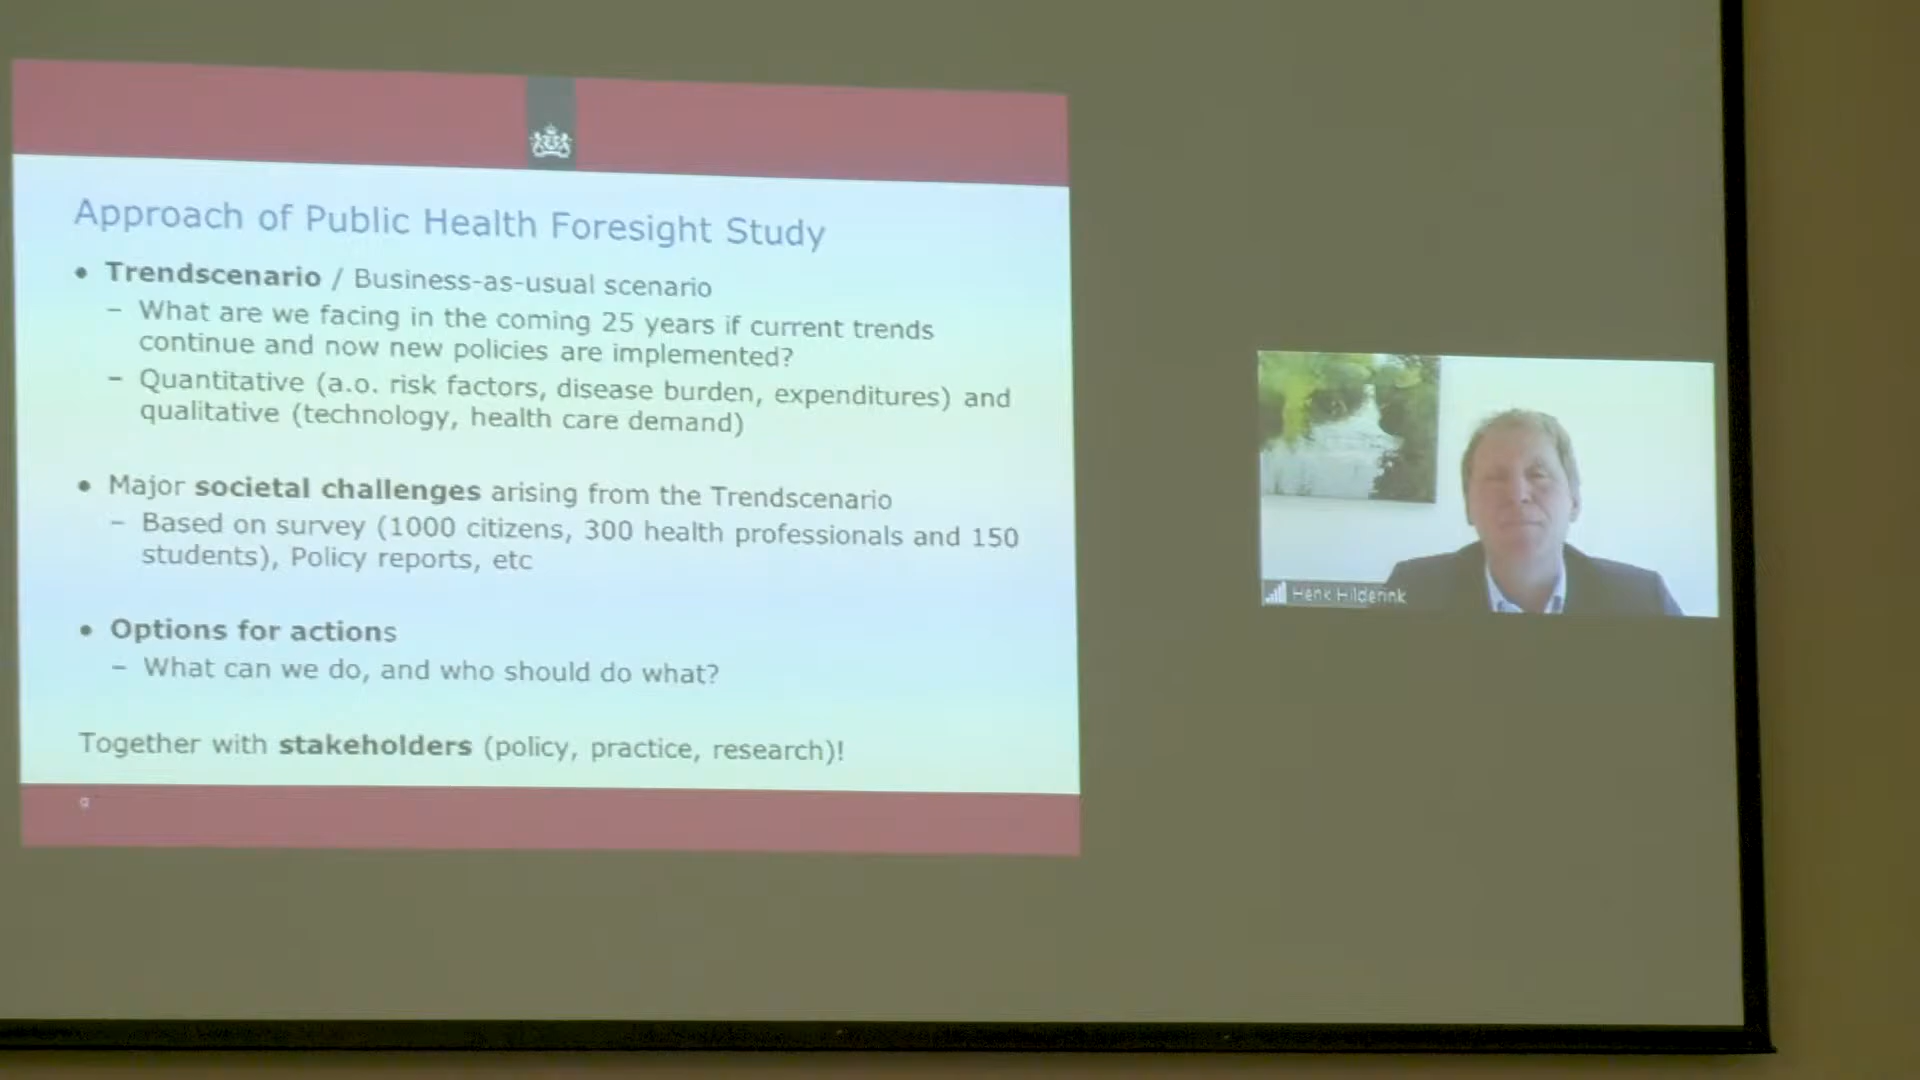 Approach of Public Health Foresight Study
• Trendscenario / Business-as-usual scenario
– What are we facing in the coming 25 years if current trends
continue and now new policies are implemented?
– Quantitative (a.o. risk factors, disease burden, expenditures) and
qualitative (technology, health care demand)
• Major societal challenges arising from the Trendscenario
– Based on survey (1000 citizens, 300 health professionals and 150
students), Policy reports, etc
• Options for actions
– What can we do, and who should do what?
Together with stakeholders (policy, practice, research)!
Henk Hilderink